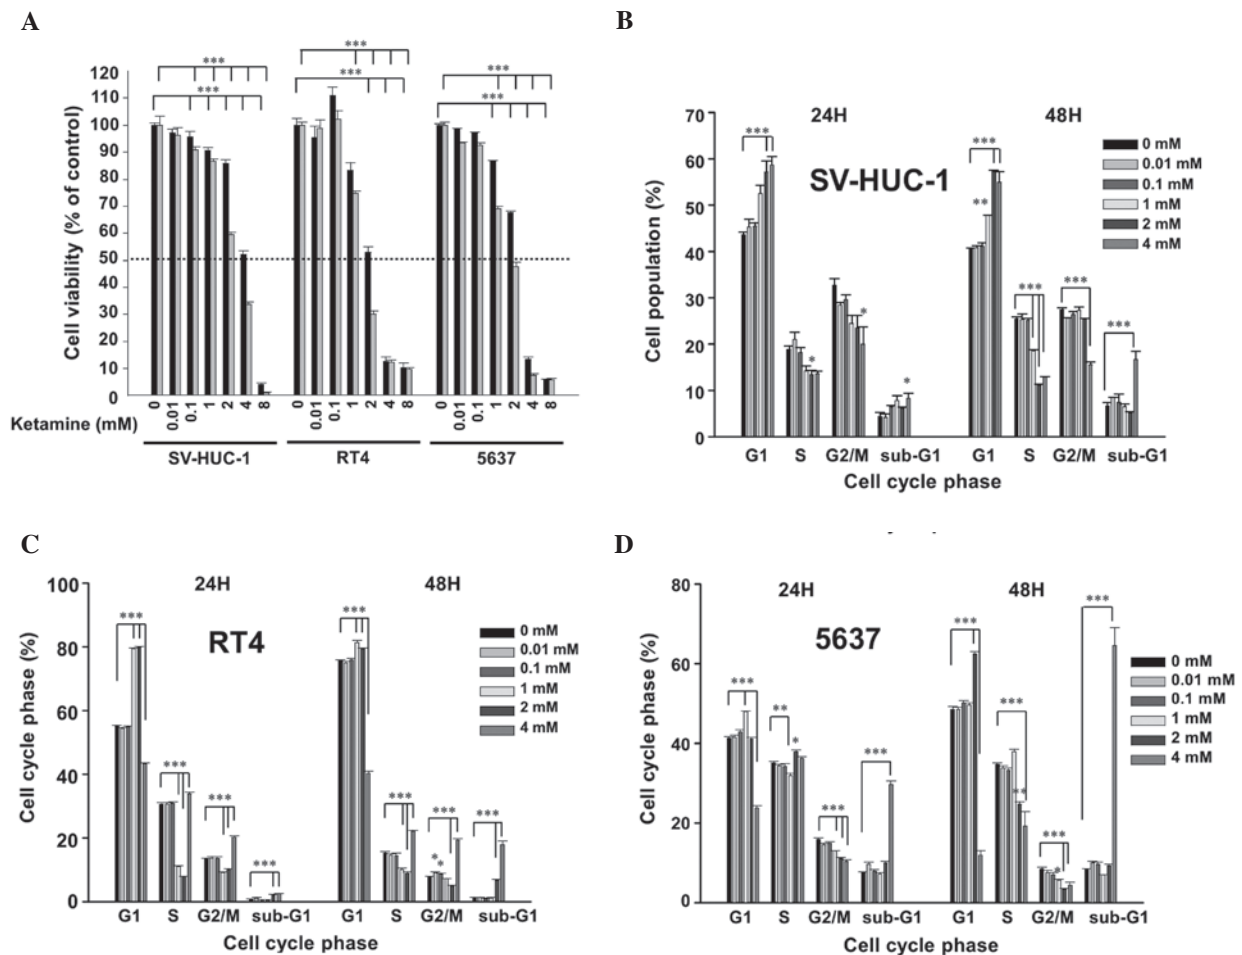 A
***
***
***
***
***
***
120
110
100
90
80
70
60
50
40
30
20
10
0
Cell viability (% of control)
Ketamine (mM)
0 0.01 0.1 1 2 4 8
0 0.01 0.1 1 2 4 8
0 0.01 0.1 1 2 4 8
SV-HUC-1
RT4
5637
B
24H
48H
SV-HUC-1
70
60
50
40
30
20
10
0
Cell population (%)
***
*
*
*
***
**
***
***
***
0 mM
0.01 mM
0.1 mM
1 mM
2 mM
4 mM
G1 S G2/M sub-G1
G1 S G2/M sub-G1
Cell cycle phase
C
24H
48H
RT4
100
80
60
40
20
0
Cell cycle phase (%)
***
***
***
***
***
***
***
* *
***
0 mM
0.01 mM
0.1 mM
1 mM
2 mM
4 mM
G1 S G2/M sub-G1
G1 S G2/M sub-G1
Cell cycle phase
D
24H
48H
5637
80
60
40
20
0
Cell cycle phase (%)
***
**
*
***
***
***
***
**
***
*
***
0 mM
0.01 mM
0.1 mM
1 mM
2 mM
4 mM
G1 S G2/M sub-G1
G1 S G2/M sub-G1
Cell cycle phase